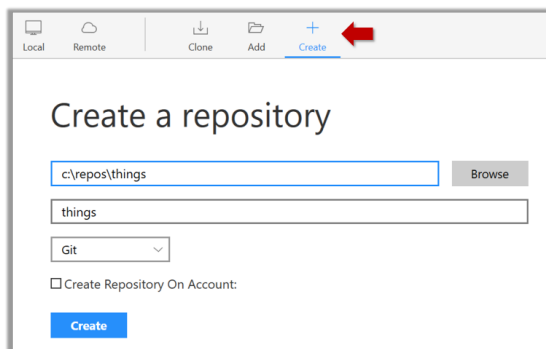 Local Remote Clone Add Create
Create a repository
c:\repos\things Browse
things
Git
Create Repository On Account:
Create